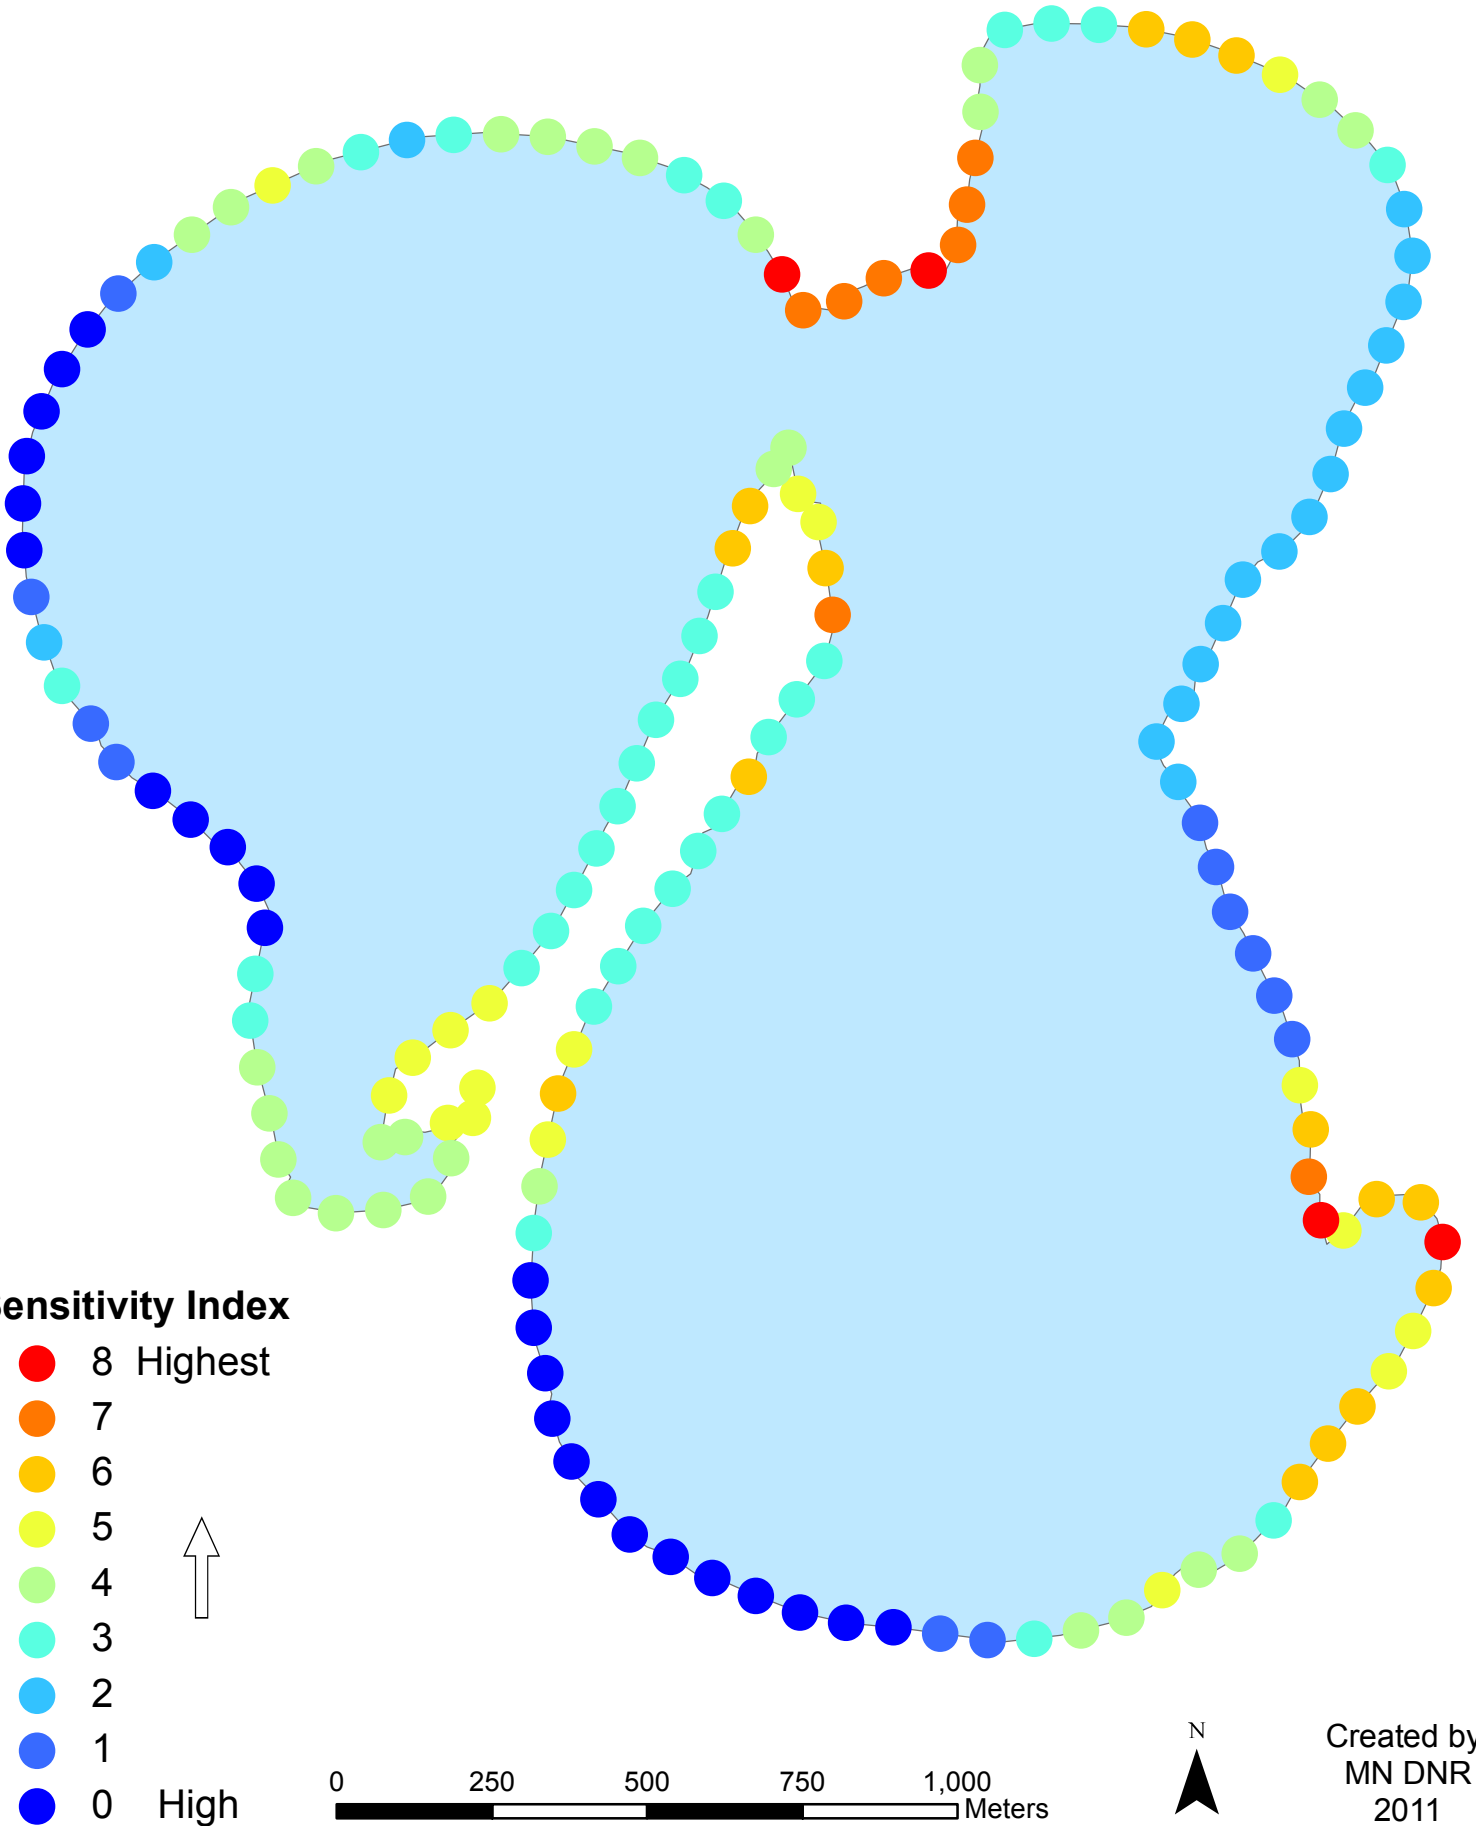 ensitivity Index
8 Highest
7
6
5
4
3
2
1
0 High
0 250 500 750 1,000
Meters
N
Created by
MN DNR
2011